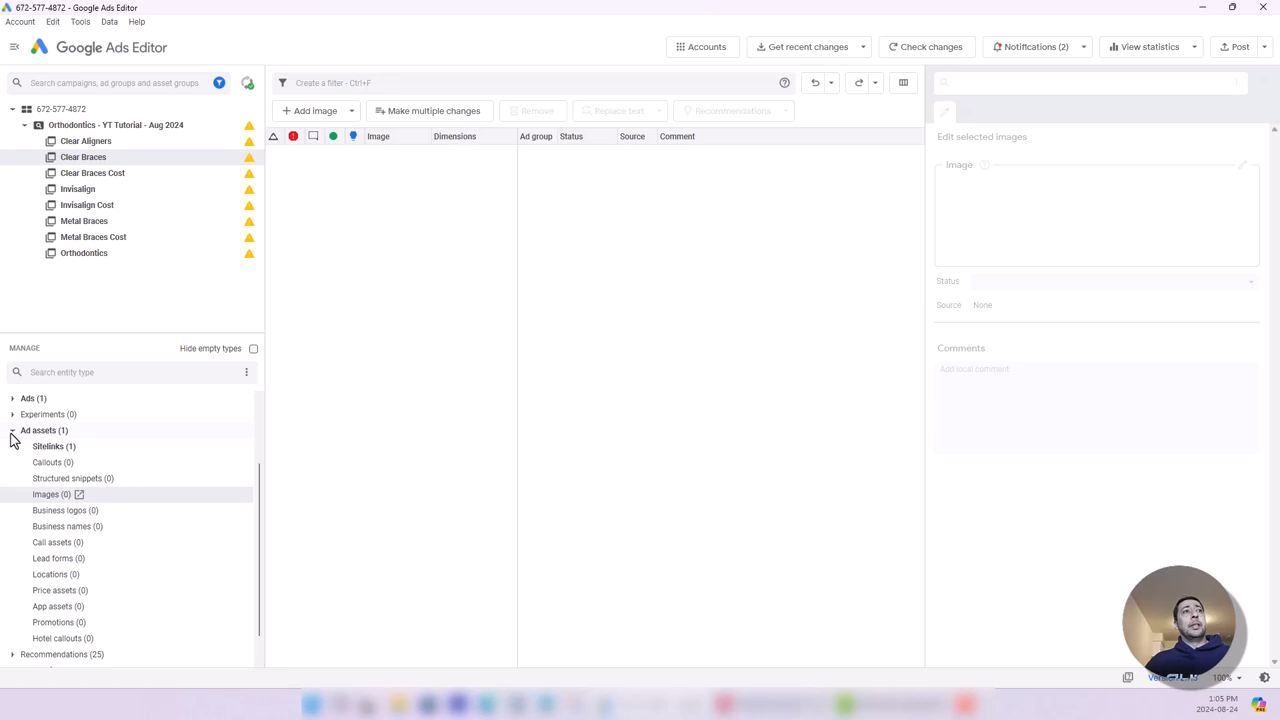 672-577-4872 - Google Ads Editor
Account Edit Tools Data Help
Google Ads Editor
Accounts Get recent changes Check changes Notifications (2) View statistics Post
Search campaigns, ad groups and asset groups
Create a filter - Ctrl+F
672-577-4872
Orthodontics - YT Tutorial - Aug 2024
Clear Aligners
Clear Braces
Clear Braces Cost
Invisalign
Invisalign Cost
Metal Braces
Metal Braces Cost
Orthodontics
Add image Make multiple changes Remove Replace text Recommendations
Image Dimensions Ad group Status Source Comment
Edit selected images
Image
Status
Source None
Comments
Add local comment
MANAGE Hide empty types
Search entity type
Ads (1)
Experiments (0)
Ad assets (1)
Sitelinks (1)
Callouts (0)
Structured snippets (0)
Images (0)
Business logos (0)
Business names (0)
Call assets (0)
Lead forms (0)
Locations (0)
Price assets (0)
App assets (0)
Promotions (0)
Hotel callouts (0)
Recommendations (25)
100%
1:05 PM
2024-08-24